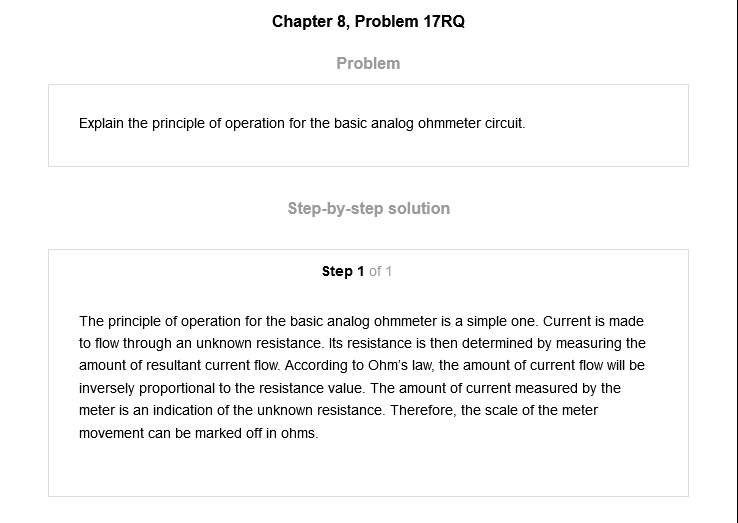 Chapter 8, Problem 17RQ
Problem
Explain the principle of operation for the basic analog ohmmeter circuit.
Step-by-step solution
Step 1 of 1
The principle of operation for the basic analog ohmmeter is a simple one. Current is made
to flow through an unknown resistance. Its resistance is then determined by measuring the
amount of resultant current flow. According to Ohm's law, the amount of current flow will be
inversely proportional to the resistance value. The amount of current measured by the
meter is an indication of the unknown resistance. Therefore, the scale of the meter
movement can be marked off in ohms.